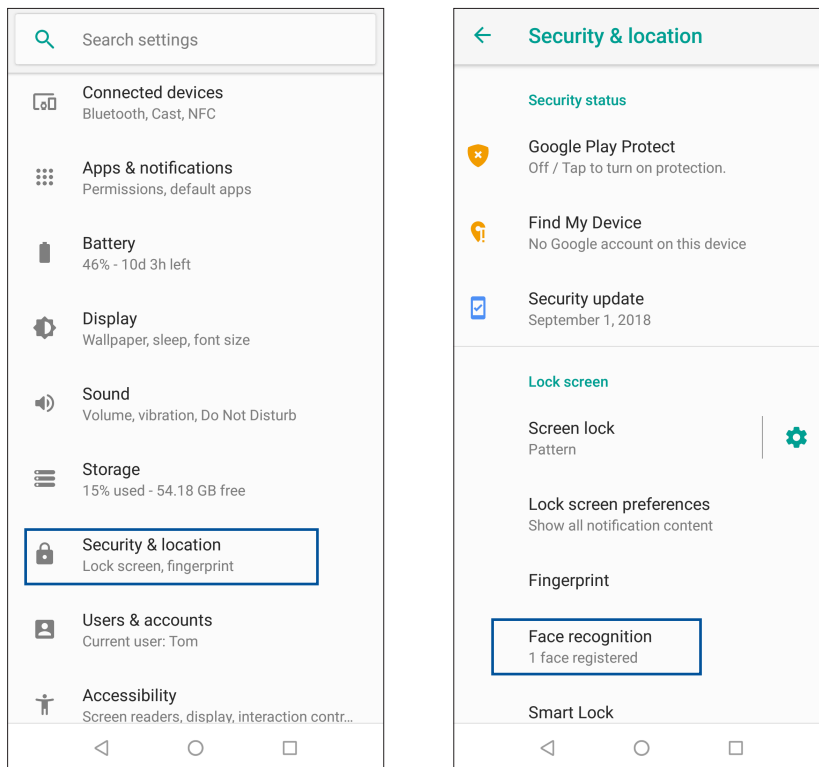 Search settings
Connected devices
Bluetooth, Cast, NFC
Apps & notifications
Permissions, default apps
Battery
46% - 10d 3h left
Display
Wallpaper, sleep, font size
Sound
Volume, vibration, Do Not Disturb
Storage
15% used - 54.18 GB free
Security & location
Lock screen, fingerprint
Users & accounts
Current user: Tom
Accessibility
Screen readers, display, interaction contr...
Security & location
Security status
Google Play Protect
Off / Tap to turn on protection.
Find My Device
No Google account on this device
Security update
September 1, 2018
Lock screen
Screen lock
Pattern
Lock screen preferences
Show all notification content
Fingerprint
Face recognition
1 face registered
Smart Lock